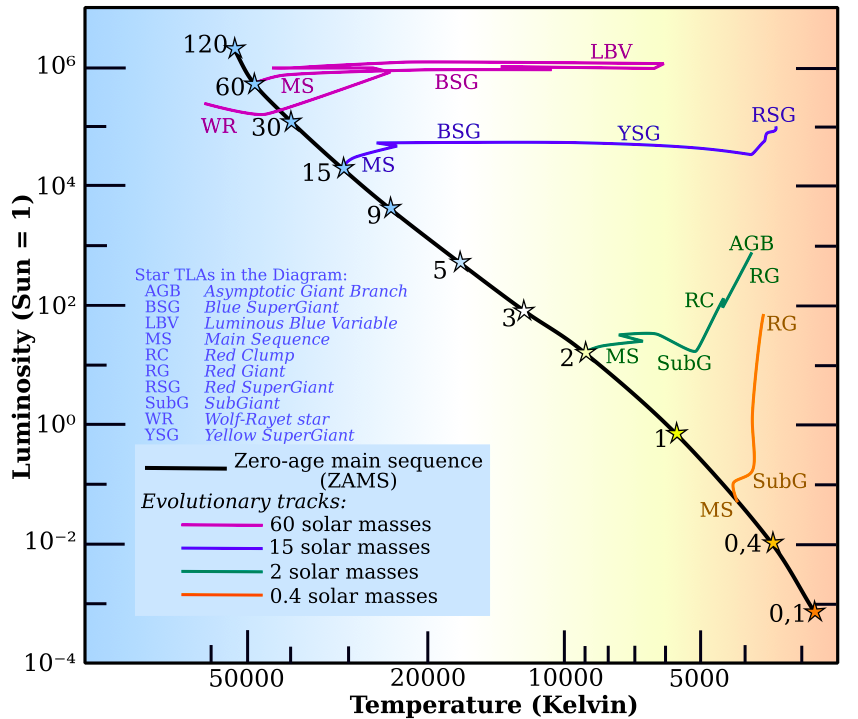 120
10⁶
LBV
60
MS
BSG
WR
30
RSG
BSG
YSG
15
MS
10⁴
9
AGB
5
RG
Star TLAs in the Diagram:
AGB Asymptotic Giant Branch
BSG Blue SuperGiant
LBV Luminous Blue Variable
MS Main Sequence
RC Red Clump
RG Red Giant
RSG Red SuperGiant
SubG SubGiant
WR Wolf-Rayet star
YSG Yellow SuperGiant
RC
10²
3
RG
2
MS
SubG
10⁰
1
Luminosity (Sun = 1)
Zero-age main sequence
(ZAMS)
Evolutionary tracks:
60 solar masses
15 solar masses
2 solar masses
0.4 solar masses
SubG
MS
10⁻²
0,4
0,1
10⁻⁴
50000 20000 10000 5000
Temperature (Kelvin)